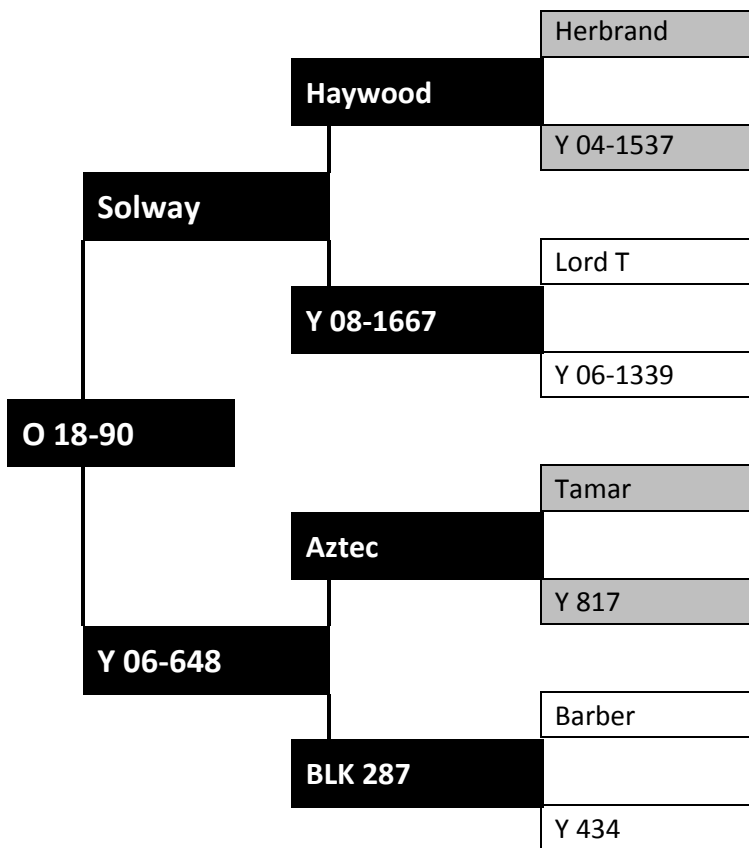 Herbrand
Haywood
Y 04-1537
Solway
Lord T
Y 08-1667
Y 06-1339
O 18-90
Tamar
Aztec
Y 817
Y 06-648
Barber
BLK 287
Y 434